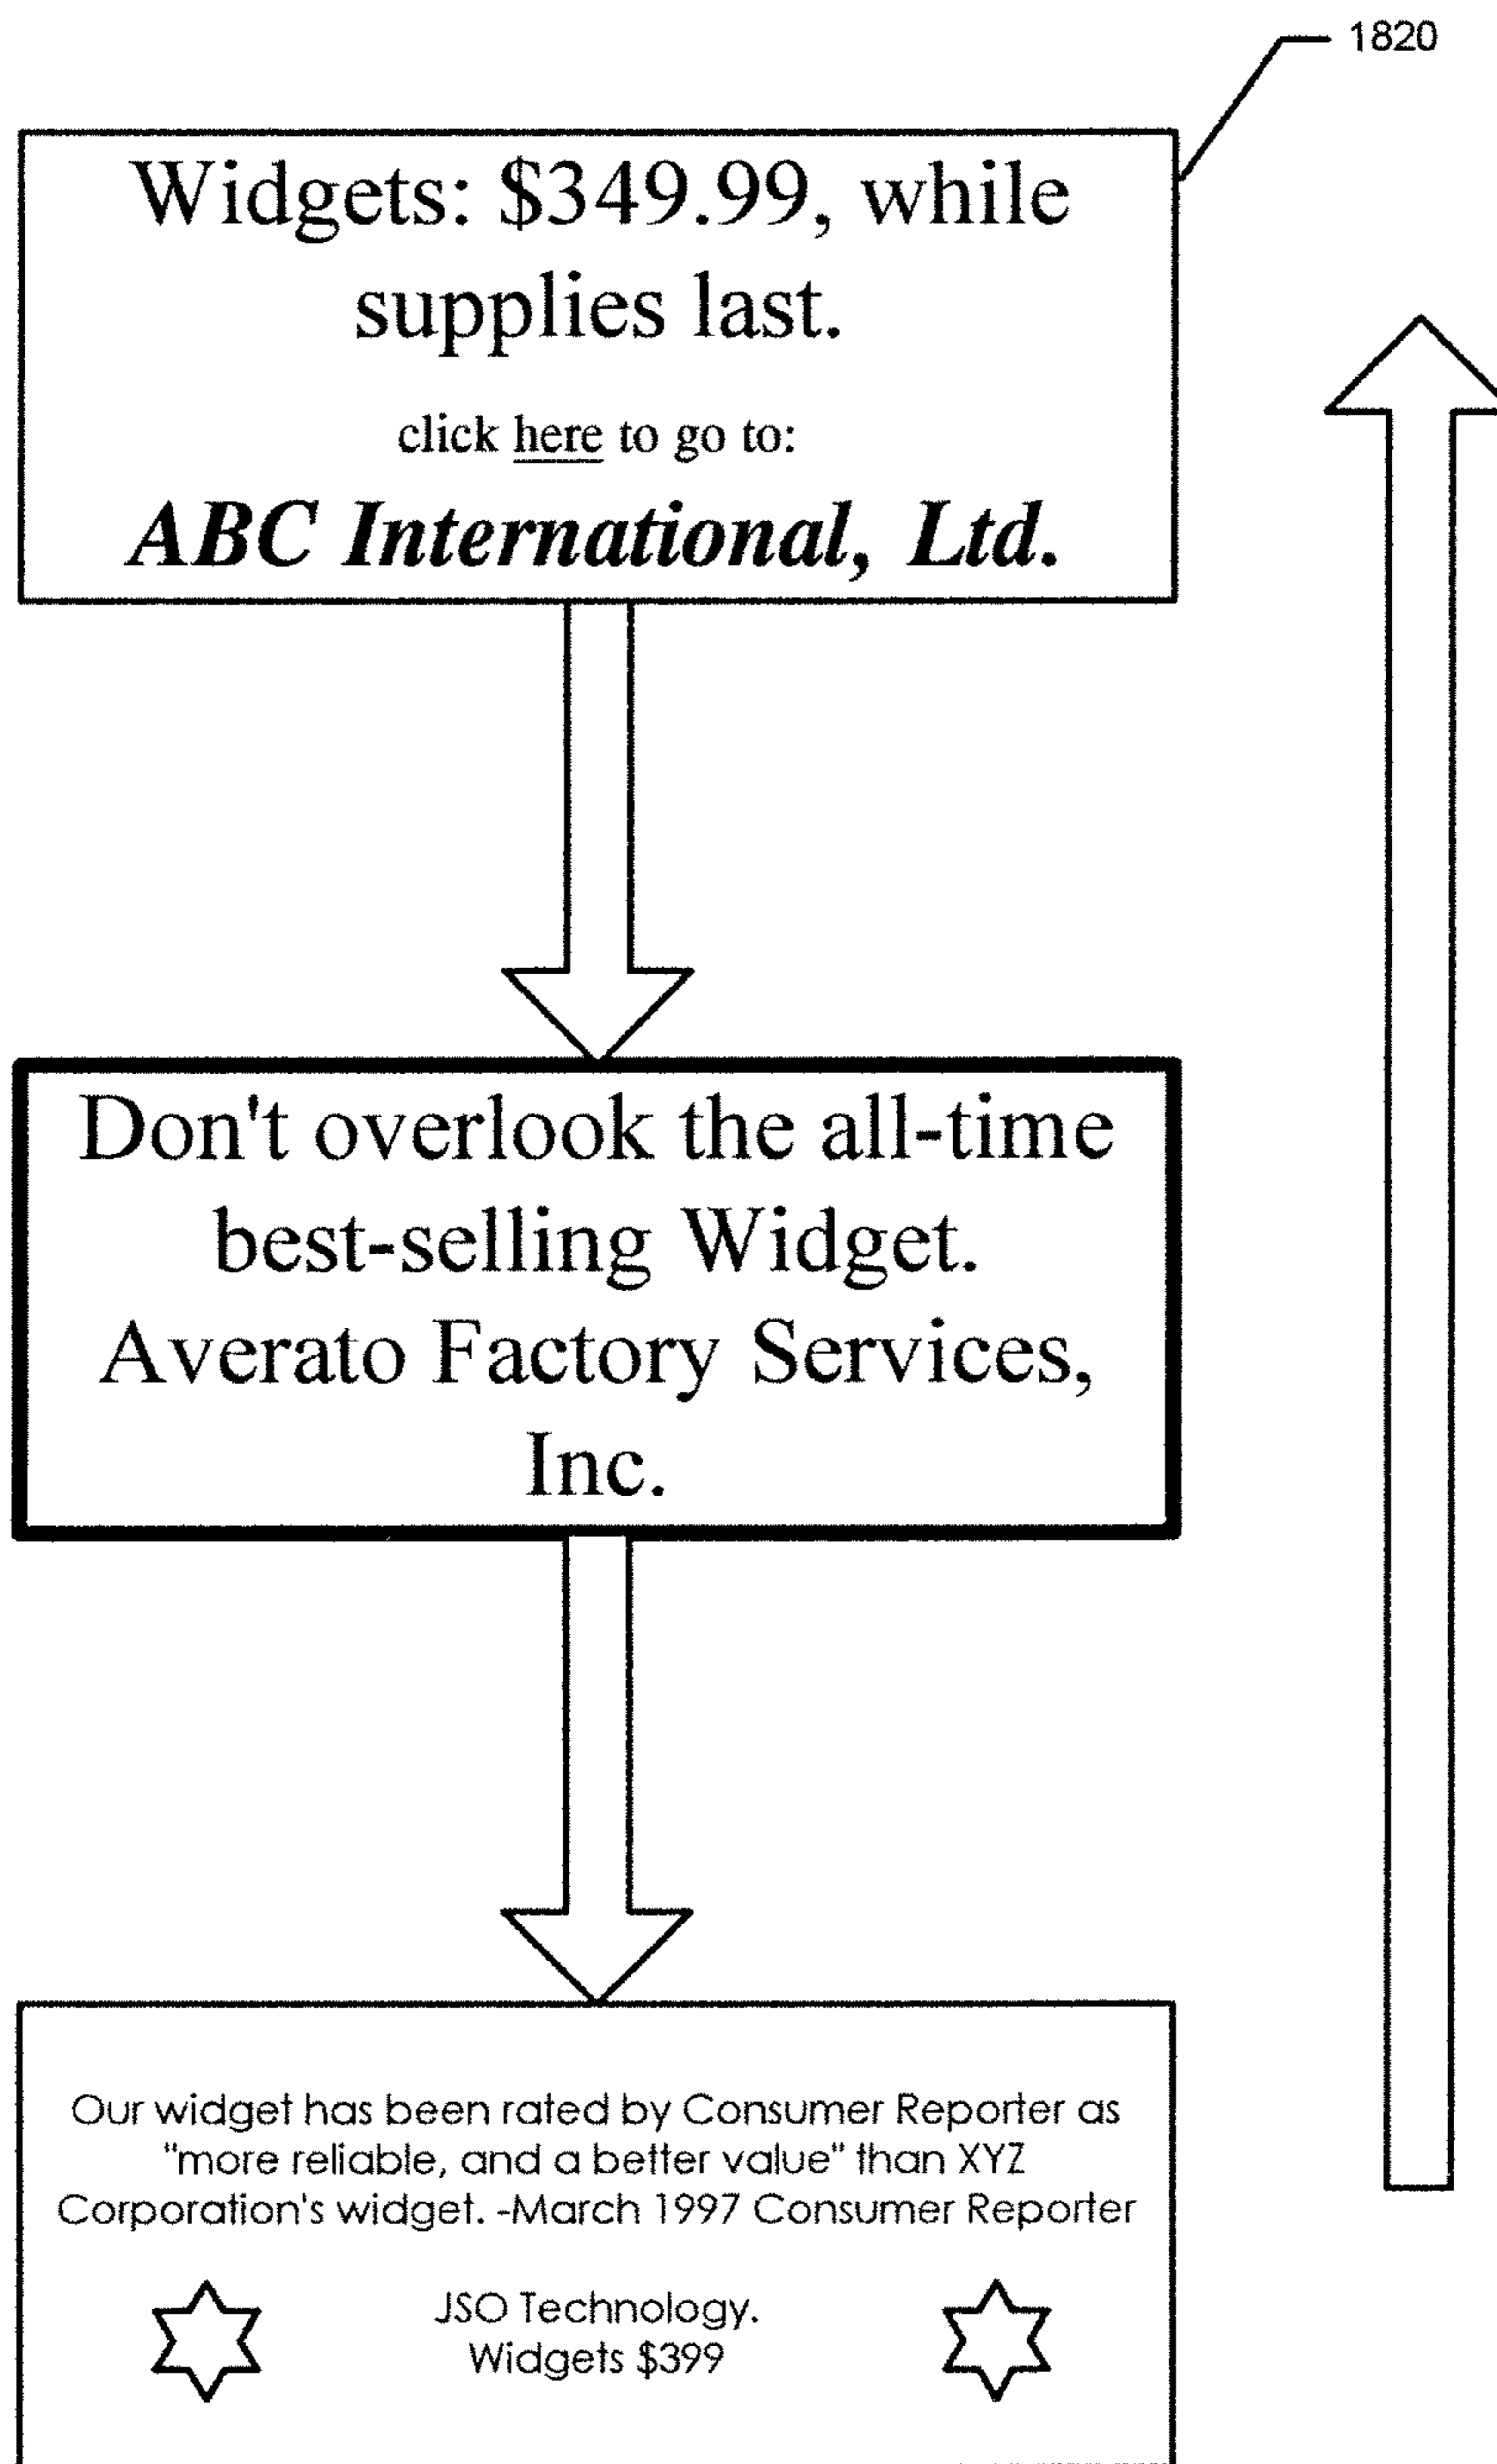 1820
Widgets: $349.99, while
supplies last.
click here to go to:
ABC International, Ltd.
Don't overlook the all-time
best-selling Widget.
Averato Factory Services,
Inc.
Our widget has been rated by Consumer Reporter as
"more reliable, and a better value" than XYZ
Corporation's widget. -March 1997 Consumer Reporter
JSO Technology.
Widgets $399